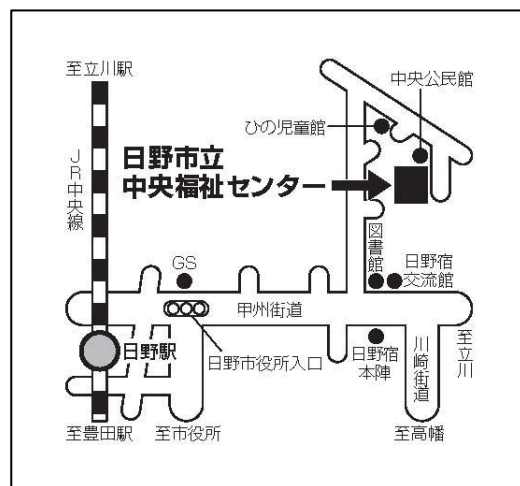 至立川駅
中央公民館
ひの児童館
日野市立
中央福祉センター
JR中央線
図書館
日野宿
交流館
GS
甲州街道
至立川
日野駅
日野市役所入口
日野宿
本陣
川崎街道
至豊田駅
至市役所
至高幡